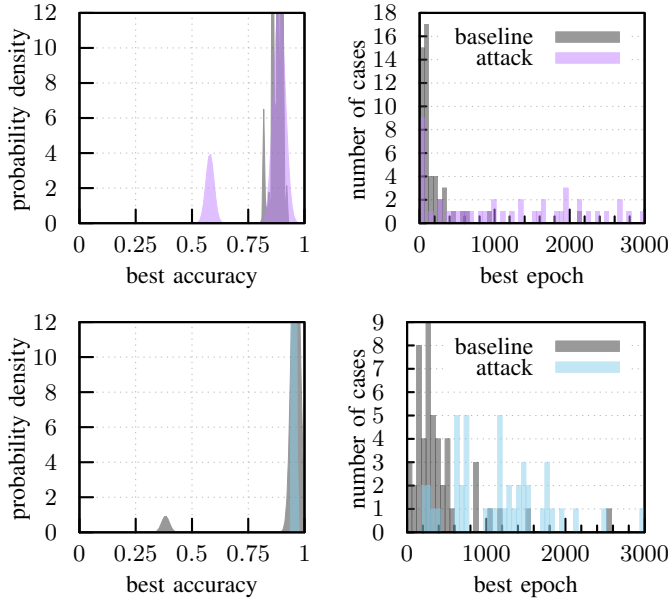 probability density
12
10
8
6
4
2
0
0 0.25 0.5 0.75 1
best accuracy
number of cases
18
16
14
12
10
8
6
4
2
0
baseline
attack
0 1000 2000 3000
best epoch
probability density
12
10
8
6
4
2
0
0 0.25 0.5 0.75 1
best accuracy
number of cases
9
8
7
6
5
4
3
2
1
0
baseline
attack
0 1000 2000 3000
best epoch